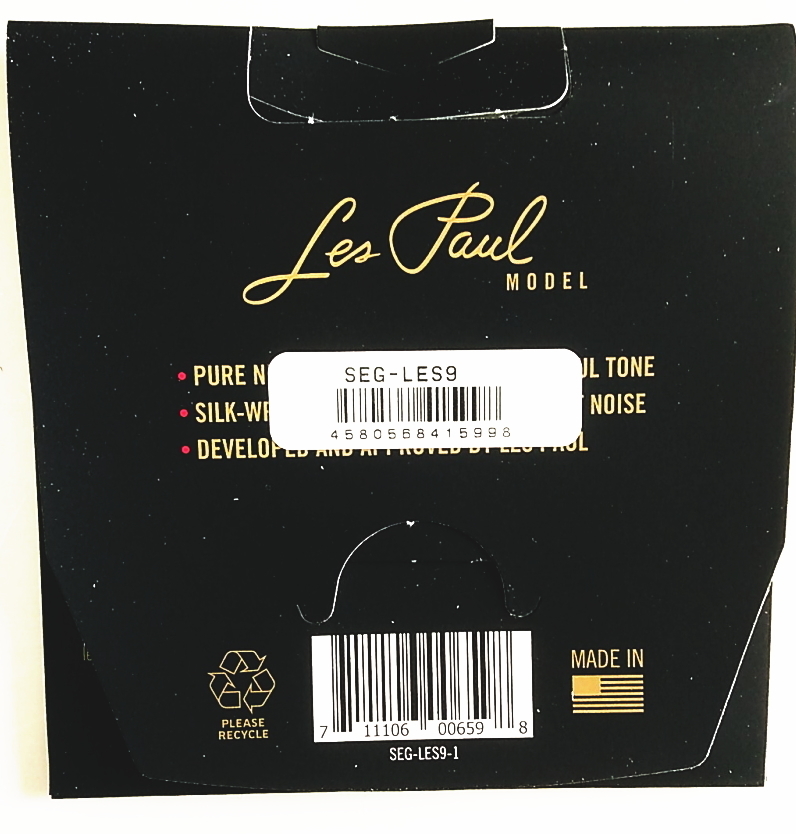 Les Paul
MODEL
• PURE N UL TONE
• SILK-WR T NOISE
• DEVELOPED AND APPROVED BY LES PAUL
SEG-LES9
4580568415998
PLEASE
RECYCLE
7 11106 00659 8
SEG-LES9-1
MADE IN